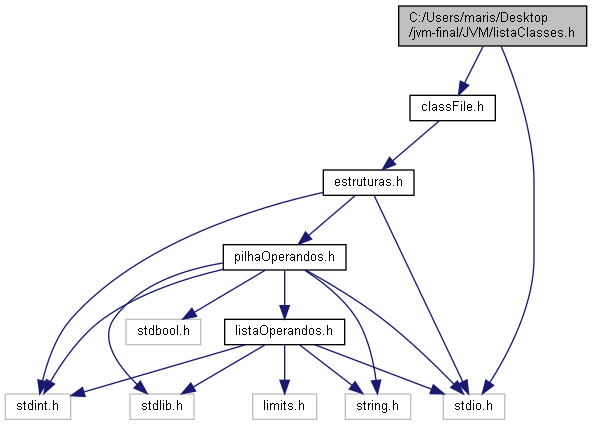 C:/Users/maris/Desktop
/jvm-final/JVM/listaClasses.h
classFile.h
estruturas.h
pilhaOperandos.h
stdbool.h
listaOperandos.h
stdint.h
stdlib.h
limits.h
string.h
stdio.h